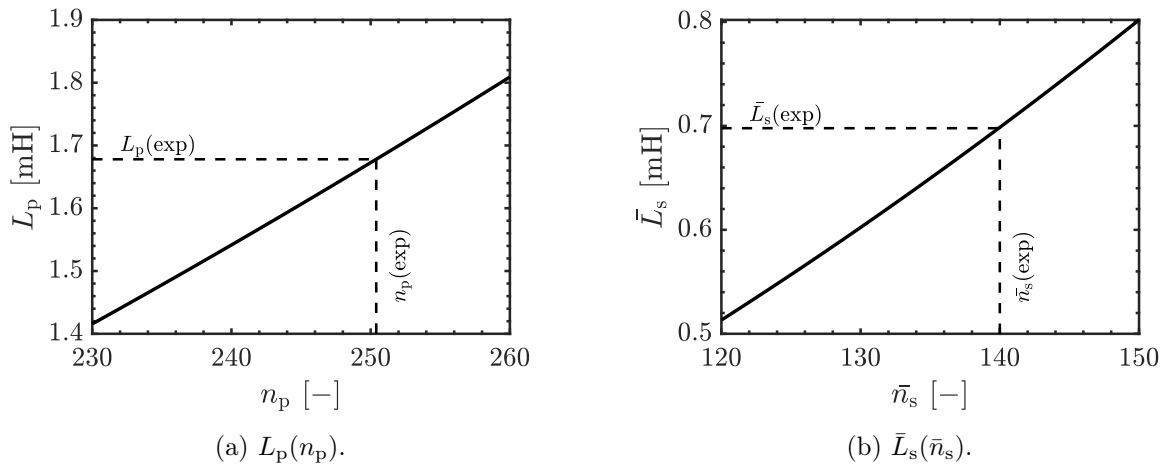 1.9
1.8
1.7
1.6
1.5
1.4
L_p [mH]
L_p(exp)
n_p(exp)
230 240 250 260
n_p [−]
(a) L_p(n_p).
0.8
0.7
0.6
0.5
L̄_s [mH]
L̄_s(exp)
n̄_s(exp)
120 130 140 150
n̄_s [−]
(b) L̄_s(n̄_s).